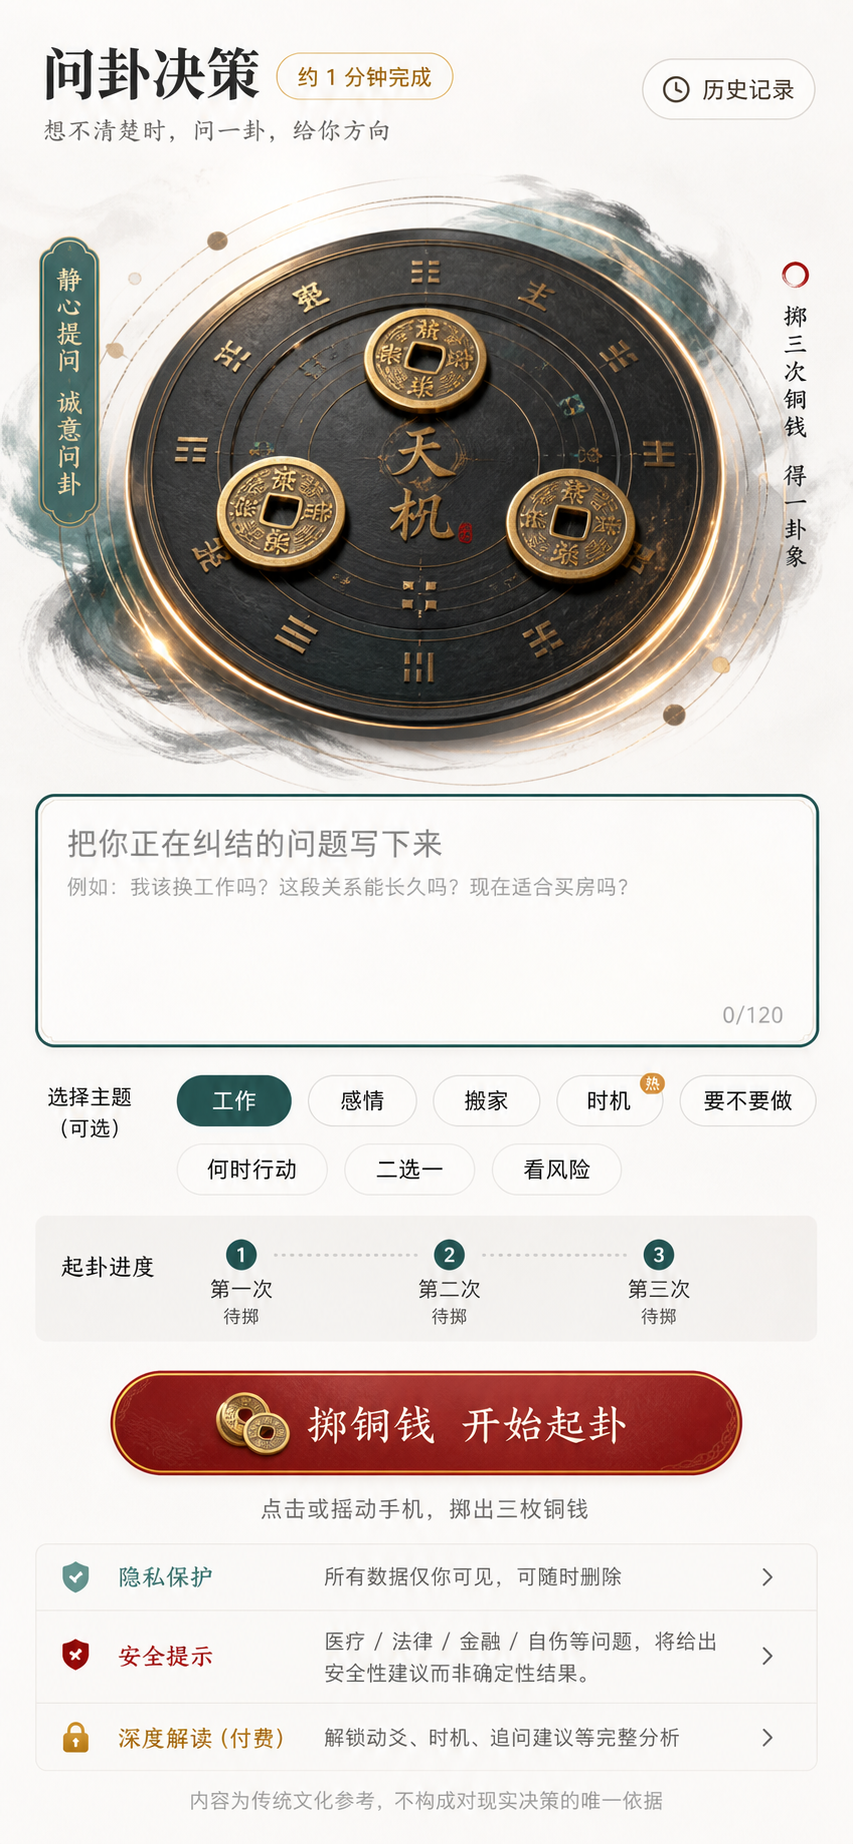 问卦决策
约 1 分钟完成
历史记录
想不清楚时，问一卦，给你方向
静心提问 诚意问卦
掷三次铜钱 得一卦象
天
机
把你正在纠结的问题写下来
例如：我该换工作吗？这段关系能长久吗？现在适合买房吗？
0/120
选择主题
（可选）
工作
感情
搬家
时机
热
要不要做
何时行动
二选一
看风险
起卦进度
1
2
3
第一次
第二次
第三次
待掷
待掷
待掷
掷铜钱 开始起卦
点击或摇动手机，掷出三枚铜钱
隐私保护
所有数据仅你可见，可随时删除
安全提示
医疗 / 法律 / 金融 / 自伤等问题，将给出
安全性建议而非确定性结果。
深度解读 (付费)
解锁动爻、时机、追问建议等完整分析
内容为传统文化参考，不构成对现实决策的唯一依据